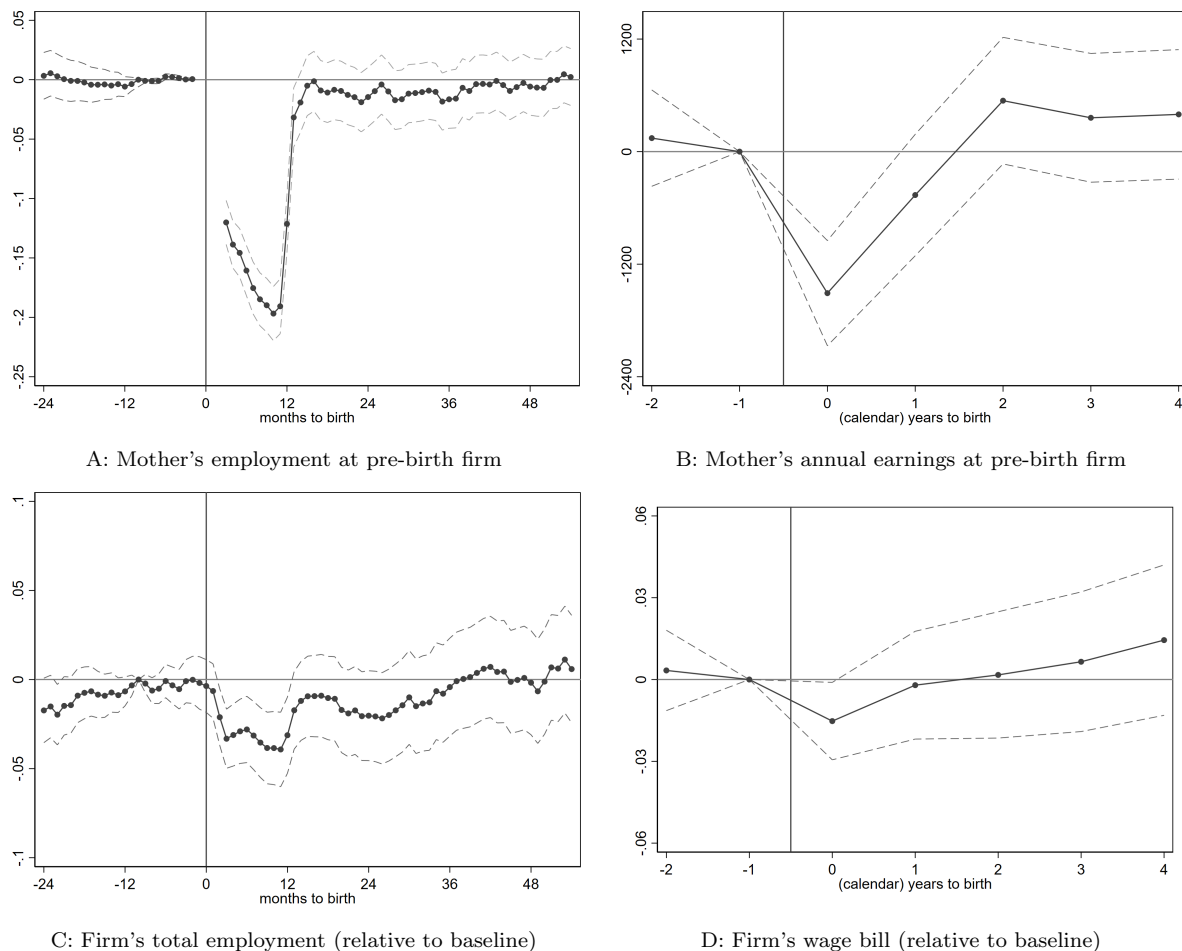 .05
0
-.05
-.1
-.15
-.2
-.25
-24 -12 0 12 24 36 48
months to birth
A: Mother's employment at pre-birth firm
1200
0
-1200
-2400
-2 -1 0 1 2 3 4
(calendar) years to birth
B: Mother's annual earnings at pre-birth firm
.1
.05
0
-.05
-.1
-24 -12 0 12 24 36 48
months to birth
C: Firm's total employment (relative to baseline)
.06
.03
0
-.03
-.06
-2 -1 0 1 2 3 4
(calendar) years to birth
D: Firm's wage bill (relative to baseline)